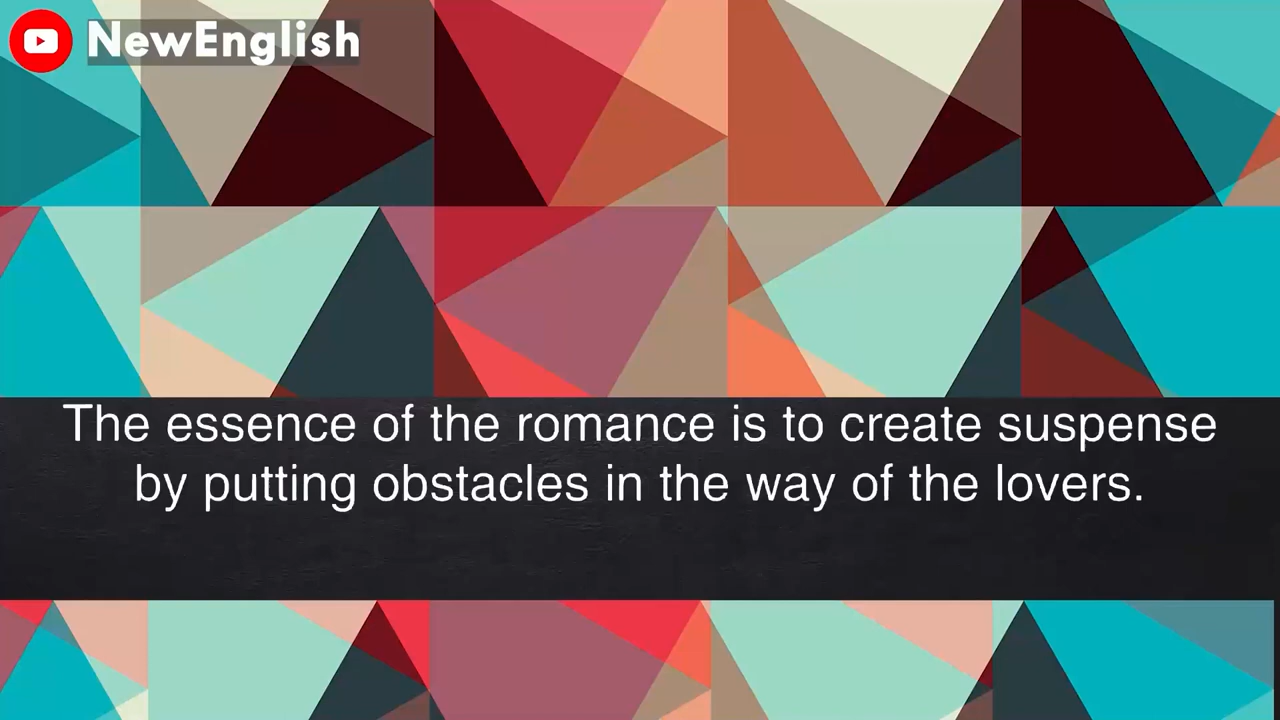 NewEnglish
The essence of the romance is to create suspense
by putting obstacles in the way of the lovers.